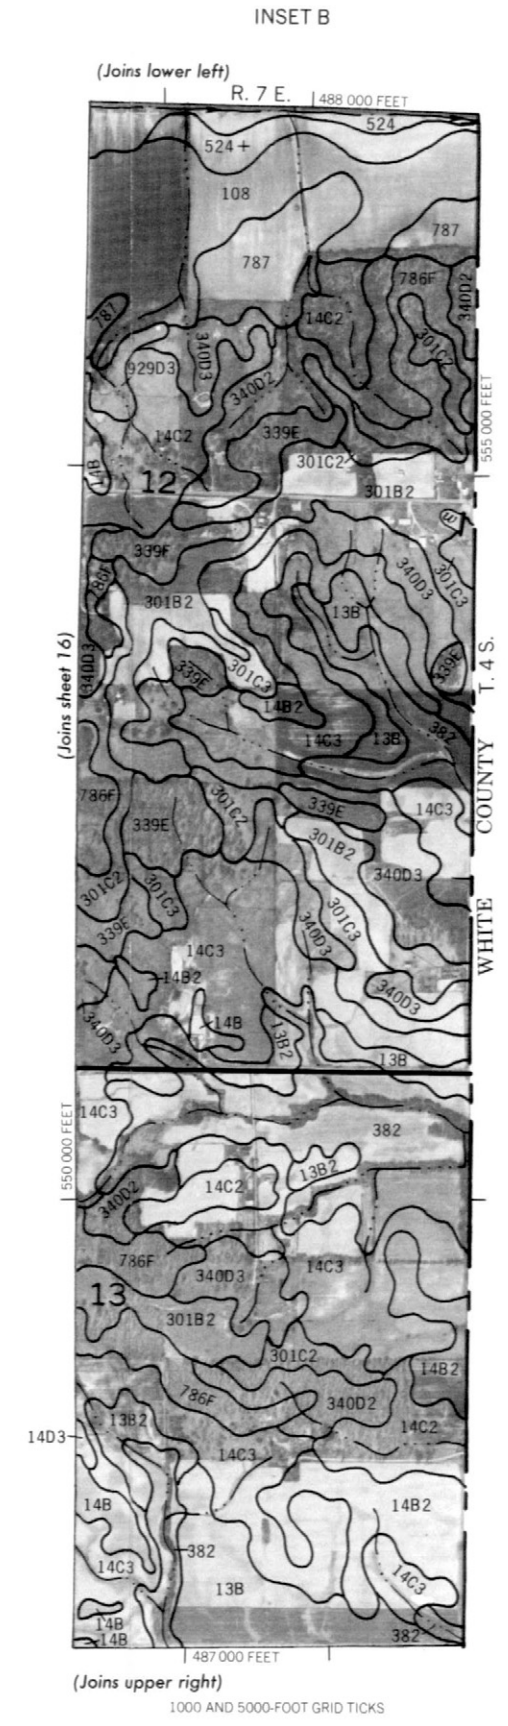 INSET B
(Joins lower left)
R. 7 E.
488 000 FEET
524
524+
108
787
787
786F
340D2
787
14C2
301C2
340D3
929D3
340D2
555 000 FEET
339E
14C2
301C2
14B
12
301B2
W
339F
340D3
301C3
786F
301B2
13B
(Joins sheet 16)
T. 4 S.
340D3
339E
301C3
339E
14B2
382
14C3
13B
WHITE COUNTY
786F
301C2
339E
14C3
339E
301B2
340D3
301C2
301C3
301C3
340D3
339E
14C3
14B2
340D3
14B
340D3
13B2
13B
14C3
550 000 FEET
382
13B2
14C2
340D2
786F
340D3
14C3
13
301B2
301C2
14B2
786F
340D2
13B2
14C2
14D3
14C3
14B
14B2
382
14C3
14C3
13B
14B
14B
382
487 000 FEET
(Joins upper right)
1000 AND 5000-FOOT GRID TICKS